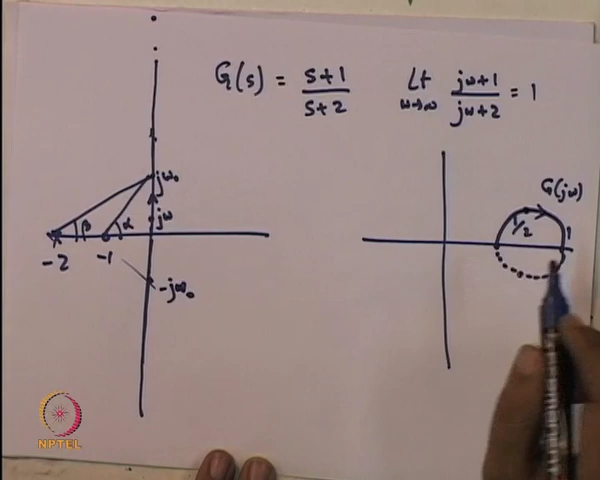 G(s) = s+1 / s+2
Lt ω→∞ jω+1 / jω+2 = 1
jω₀
jω
β
α
-2
-1
-jω₀
G(jω)
1/2
1
NPTEL